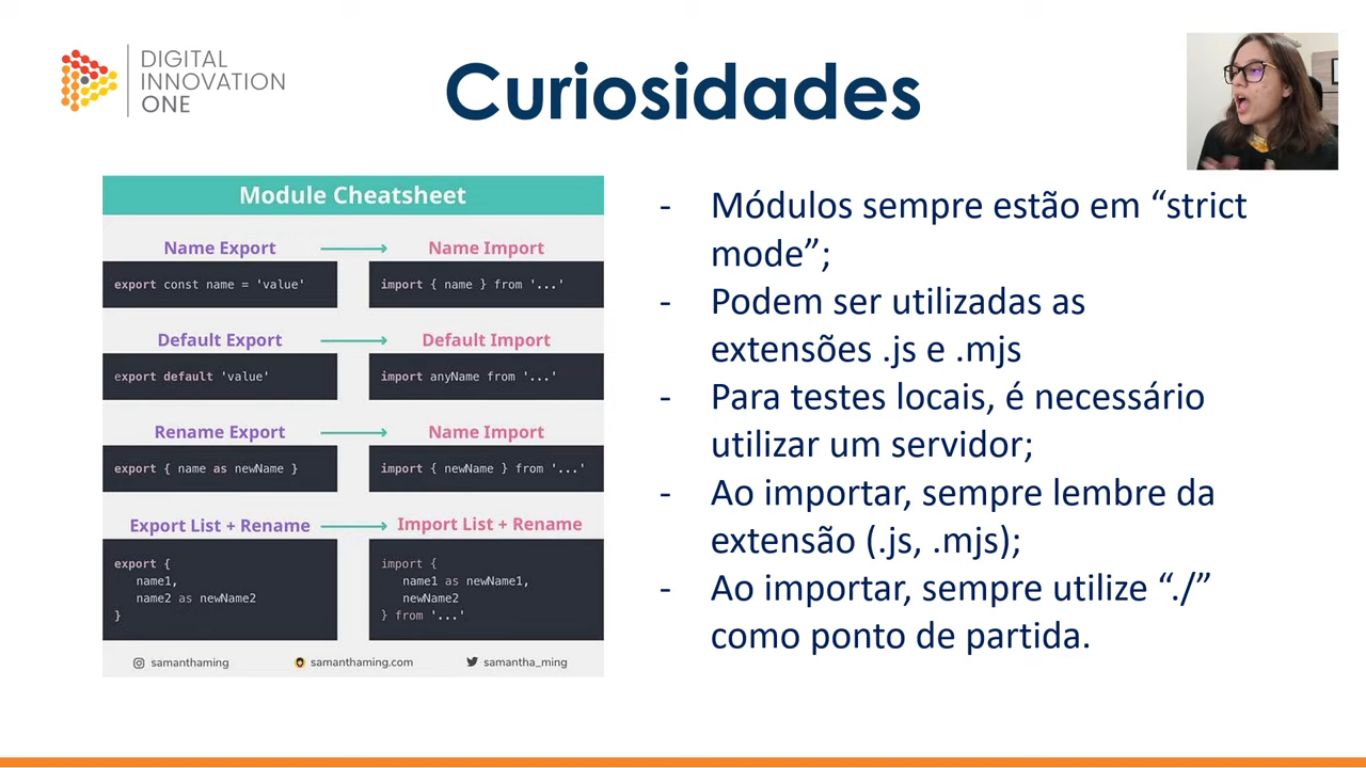 DIGITAL
INNOVATION
ONE
Curiosidades
Module Cheatsheet
Name Export
Name Import
export const name = 'value'
import { name } from '...'
Default Export
Default Import
export default 'value'
import anyName from '...'
Rename Export
Name Import
export { name as newName }
import { newName } from '...'
Export List + Rename
Import List + Rename
export {
name1,
name2 as newName2
}
import {
name1 as newName1,
newName2
} from '...'
samanthaming
samanthaming.com
samantha_ming
- Módulos sempre estão em “strict
mode”;
- Podem ser utilizadas as
extensões .js e .mjs
- Para testes locais, é necessário
utilizar um servidor;
- Ao importar, sempre lembre da
extensão (.js, .mjs);
- Ao importar, sempre utilize “./”
como ponto de partida.